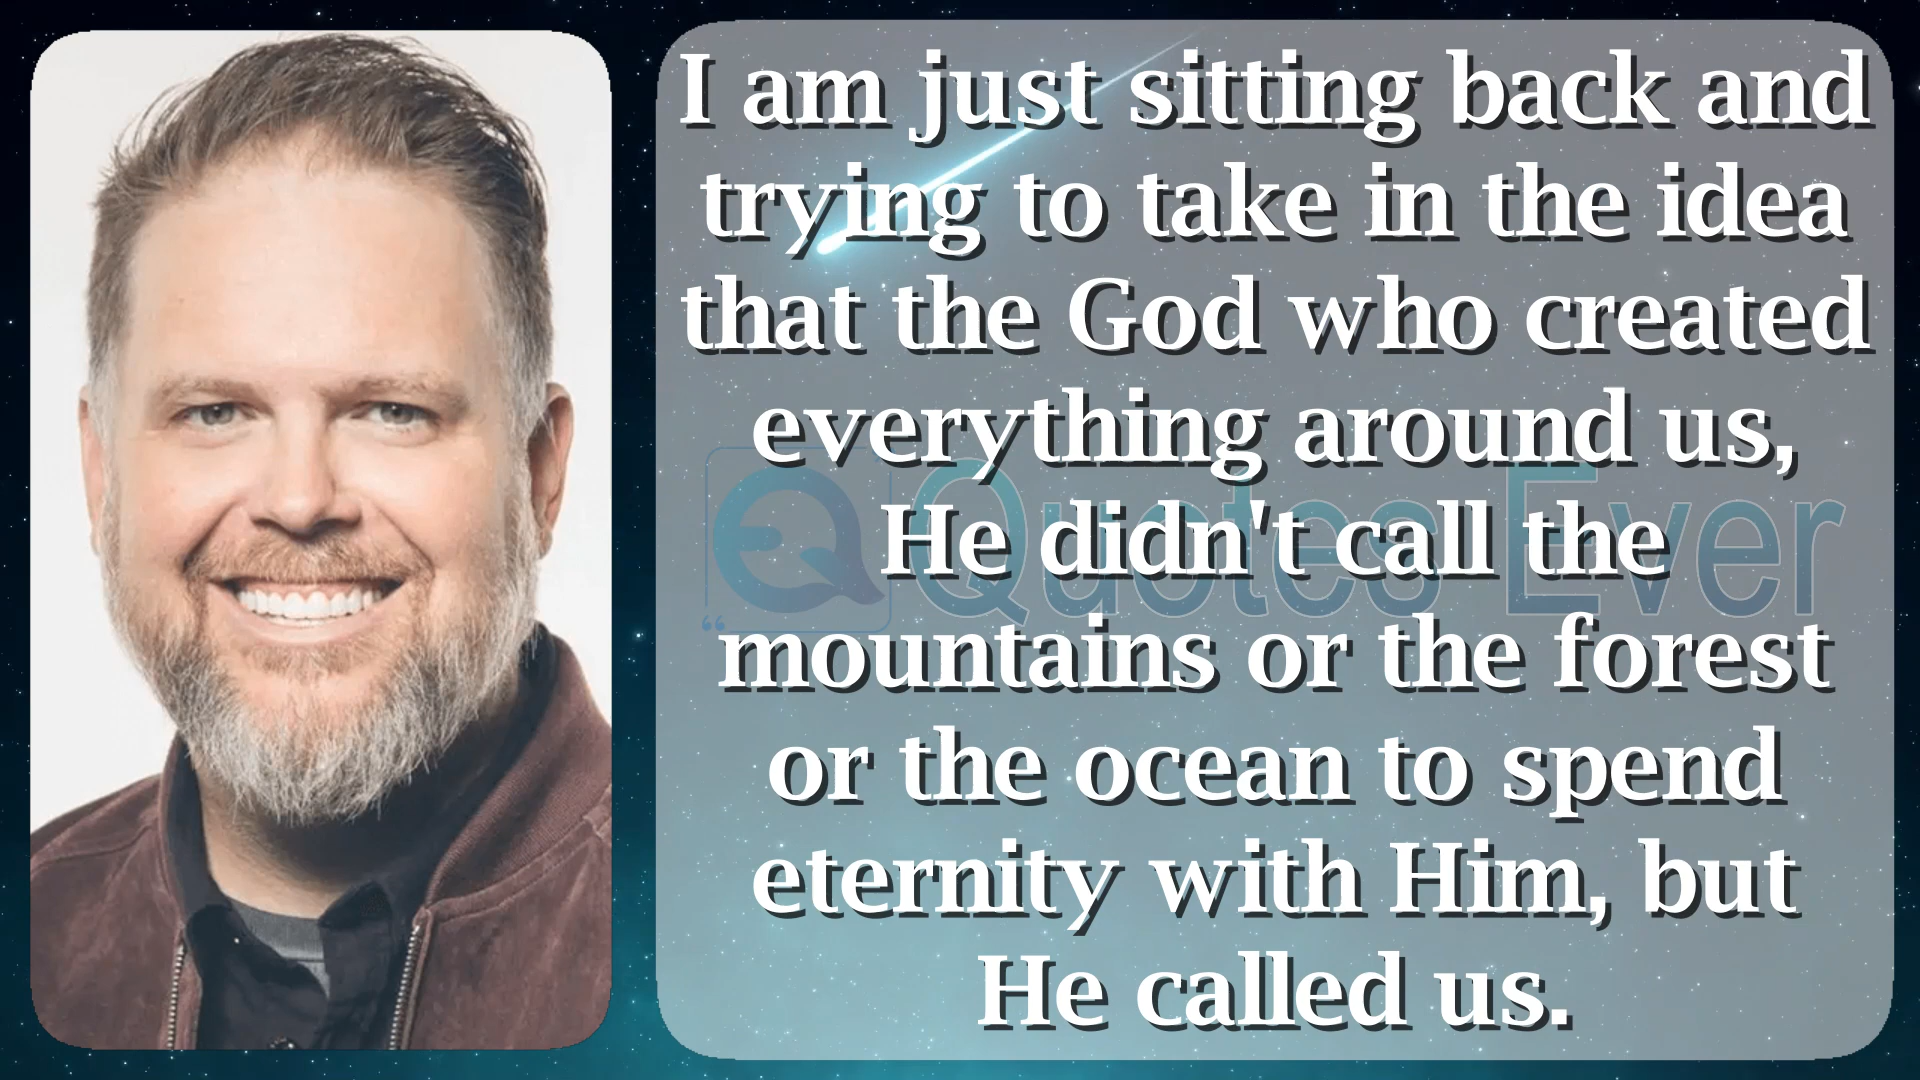 I am just sitting back and
trying to take in the idea
that the God who created
everything around us,
He didn't call the
mountains or the forest
or the ocean to spend
eternity with Him, but
He called us.
Quotes Ever